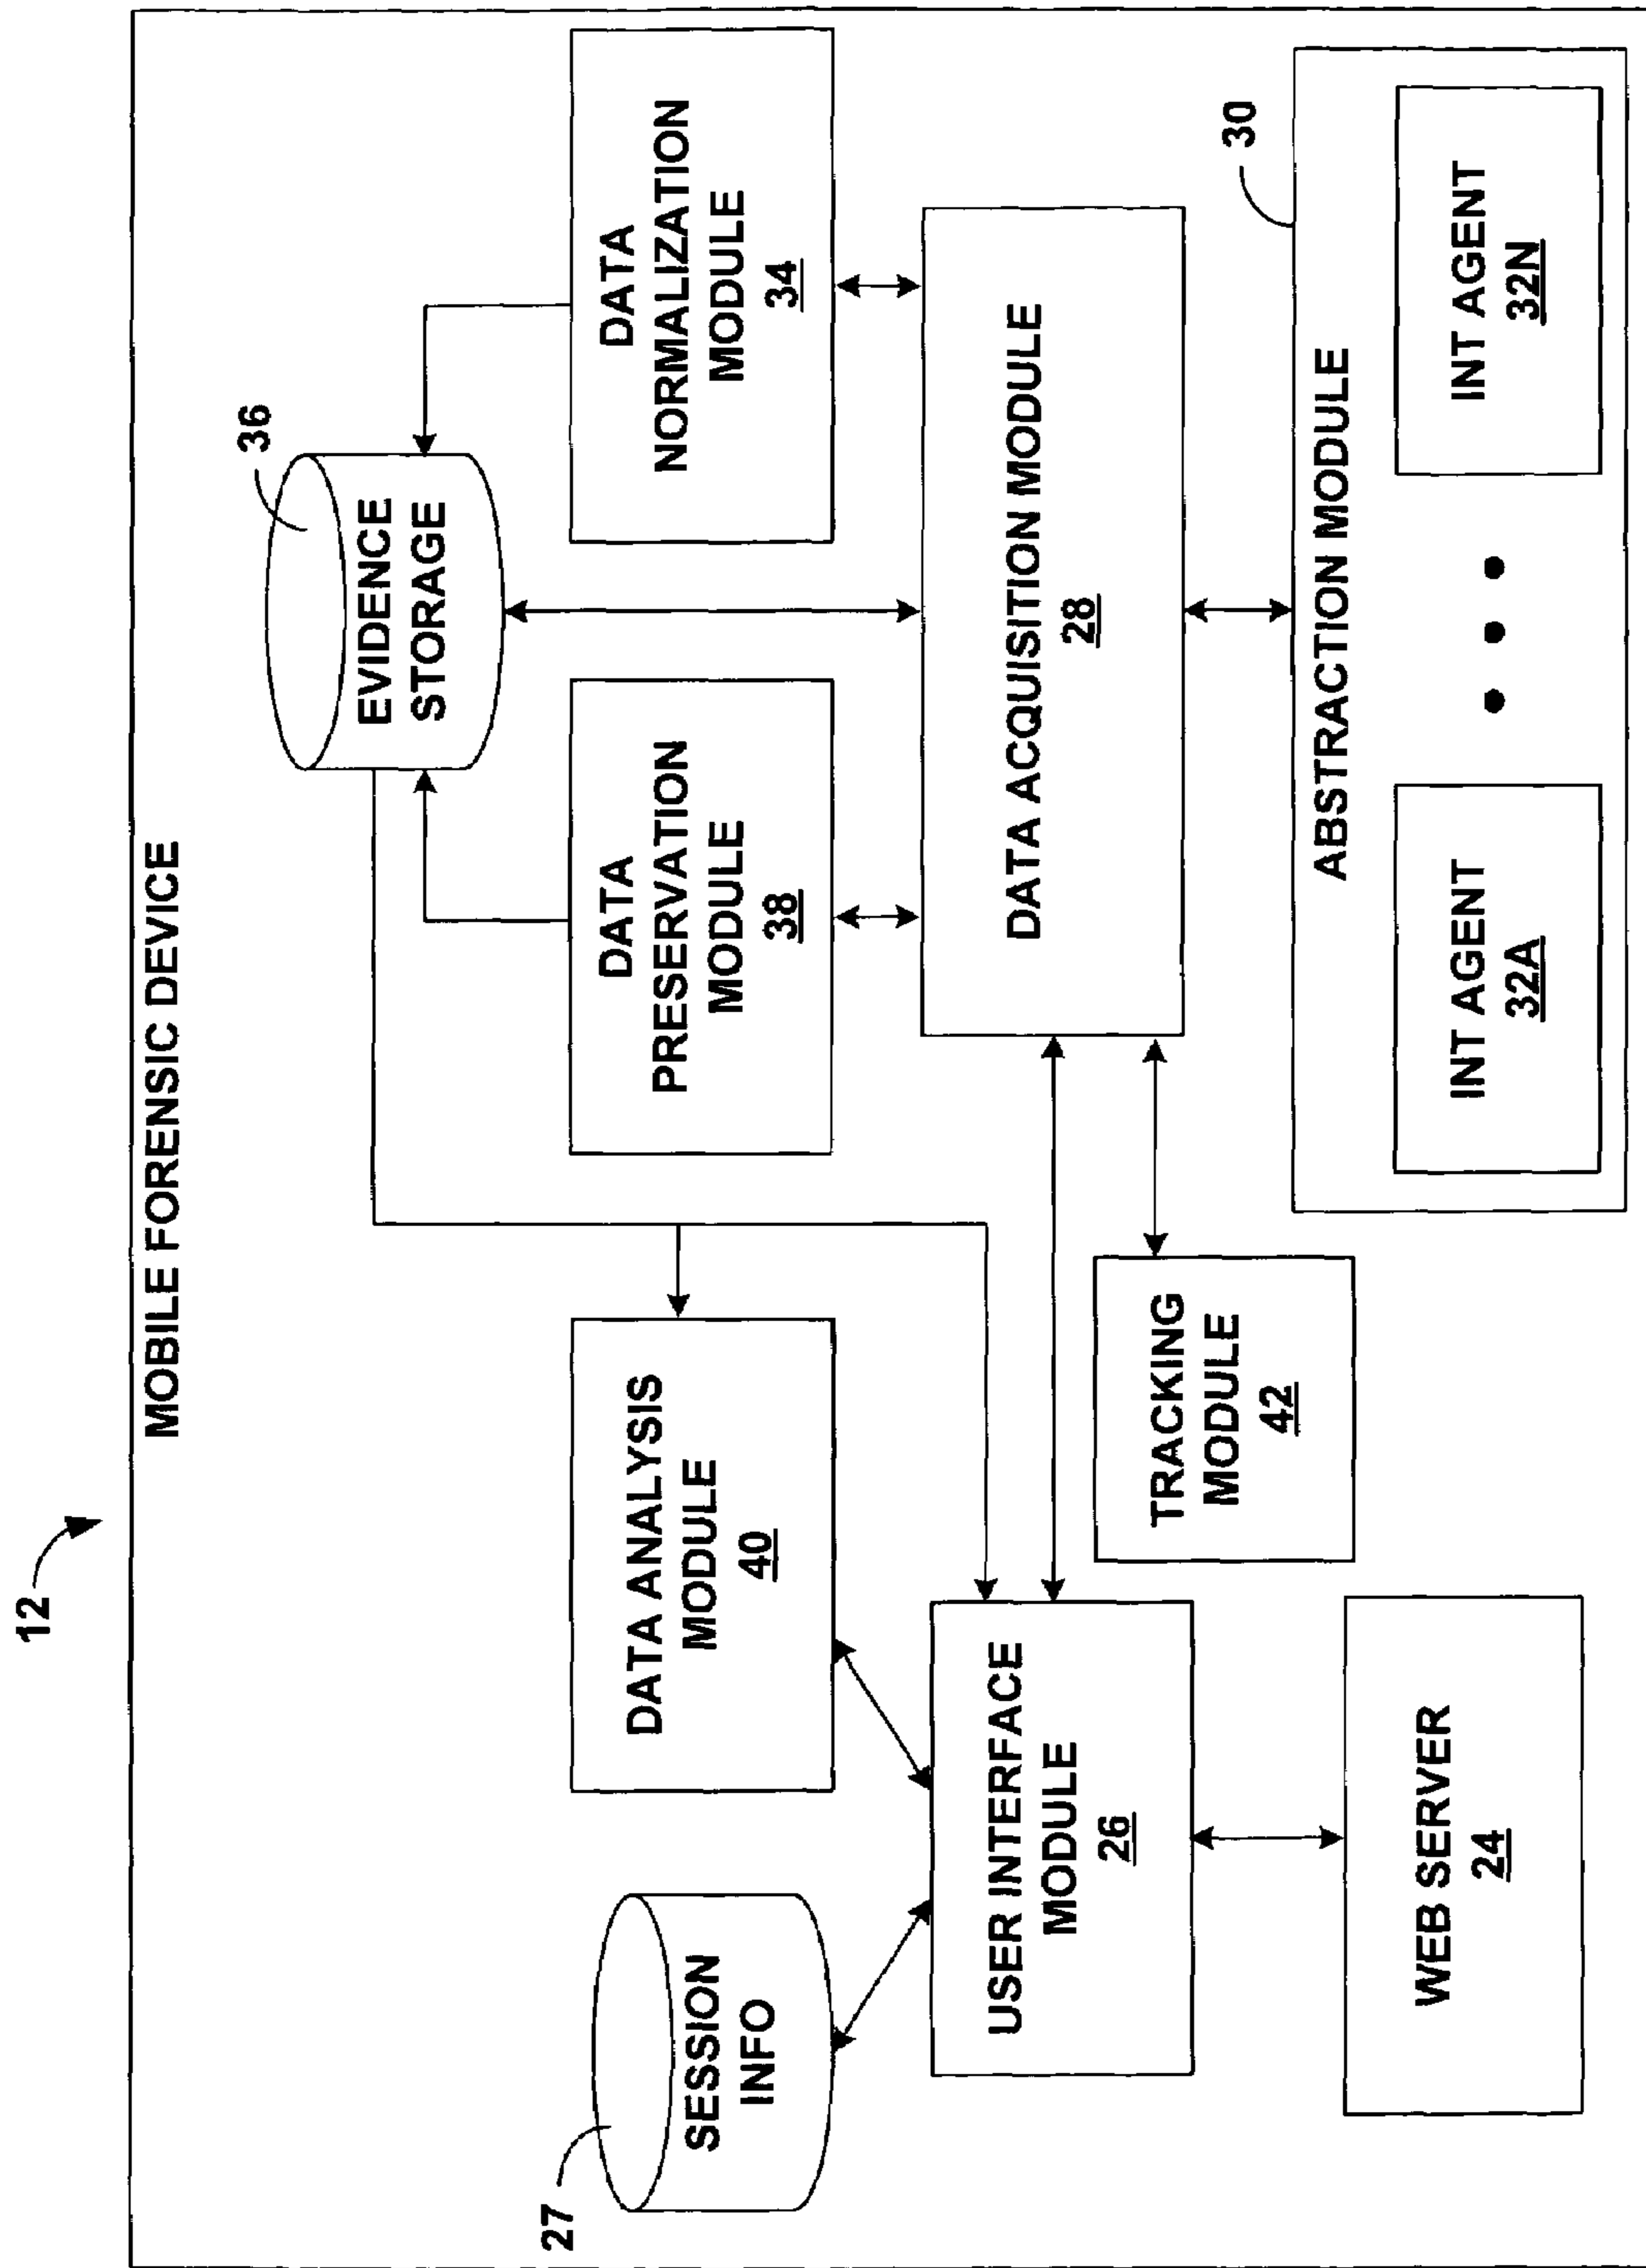 12
MOBILE FORENSIC DEVICE
36
EVIDENCE
STORAGE
27
SESSION
INFO
DATA ANALYSIS
MODULE
40
DATA
PRESERVATION
MODULE
38
DATA
NORMALIZATION
MODULE
34
USER INTERFACE
MODULE
26
DATA ACQUISITION MODULE
28
TRACKING
MODULE
42
30
WEB SERVER
24
ABSTRACTION MODULE
INT AGENT
32A
INT AGENT
32N